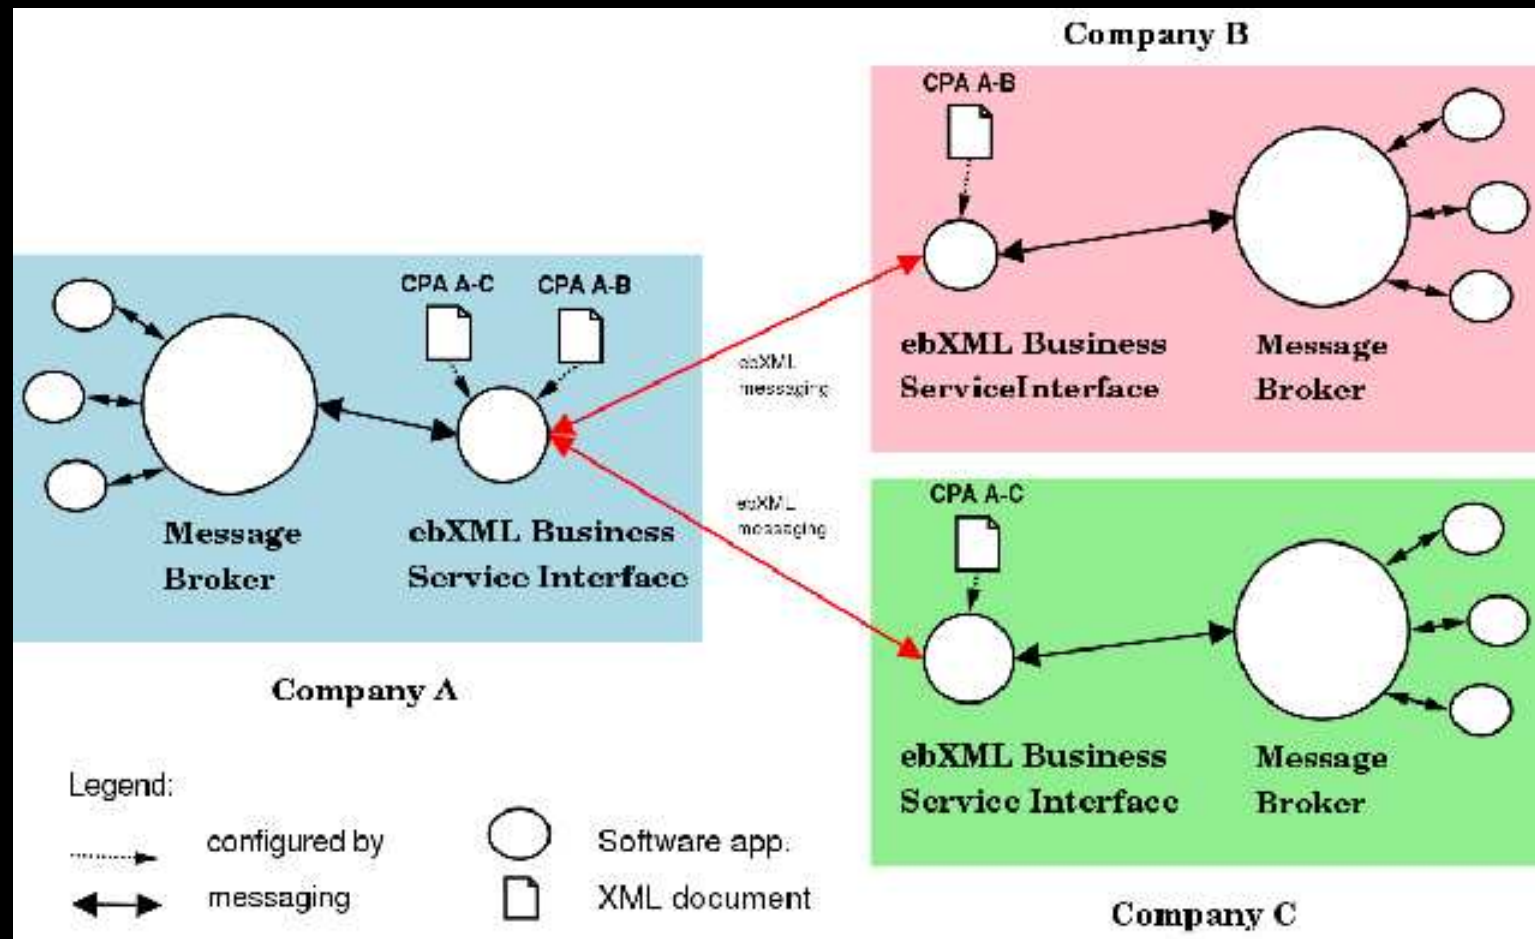 Company B
CPA A-B
ebXML Business
ServiceInterface
Message
Broker
CPA A-C
CPA A-B
Message
Broker
ebXML Business
Service Interface
Company A
ebXML
messaging
ebXML
messaging
CPA A-C
ebXML Business
Service Interface
Message
Broker
Company C
Legend:
configured by
Software app.
messaging
XML document